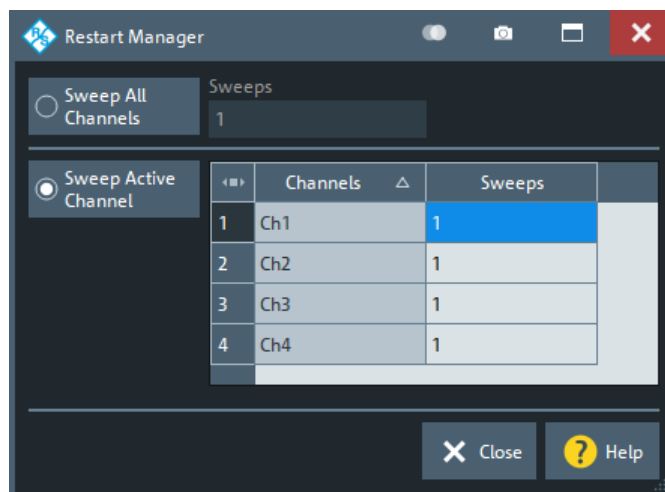 R&S Restart Manager
Sweep All
Channels
Sweeps
1
Sweep Active
Channel
Channels Sweeps
1 Ch1 1
2 Ch2 1
3 Ch3 1
4 Ch4 1
Close
Help